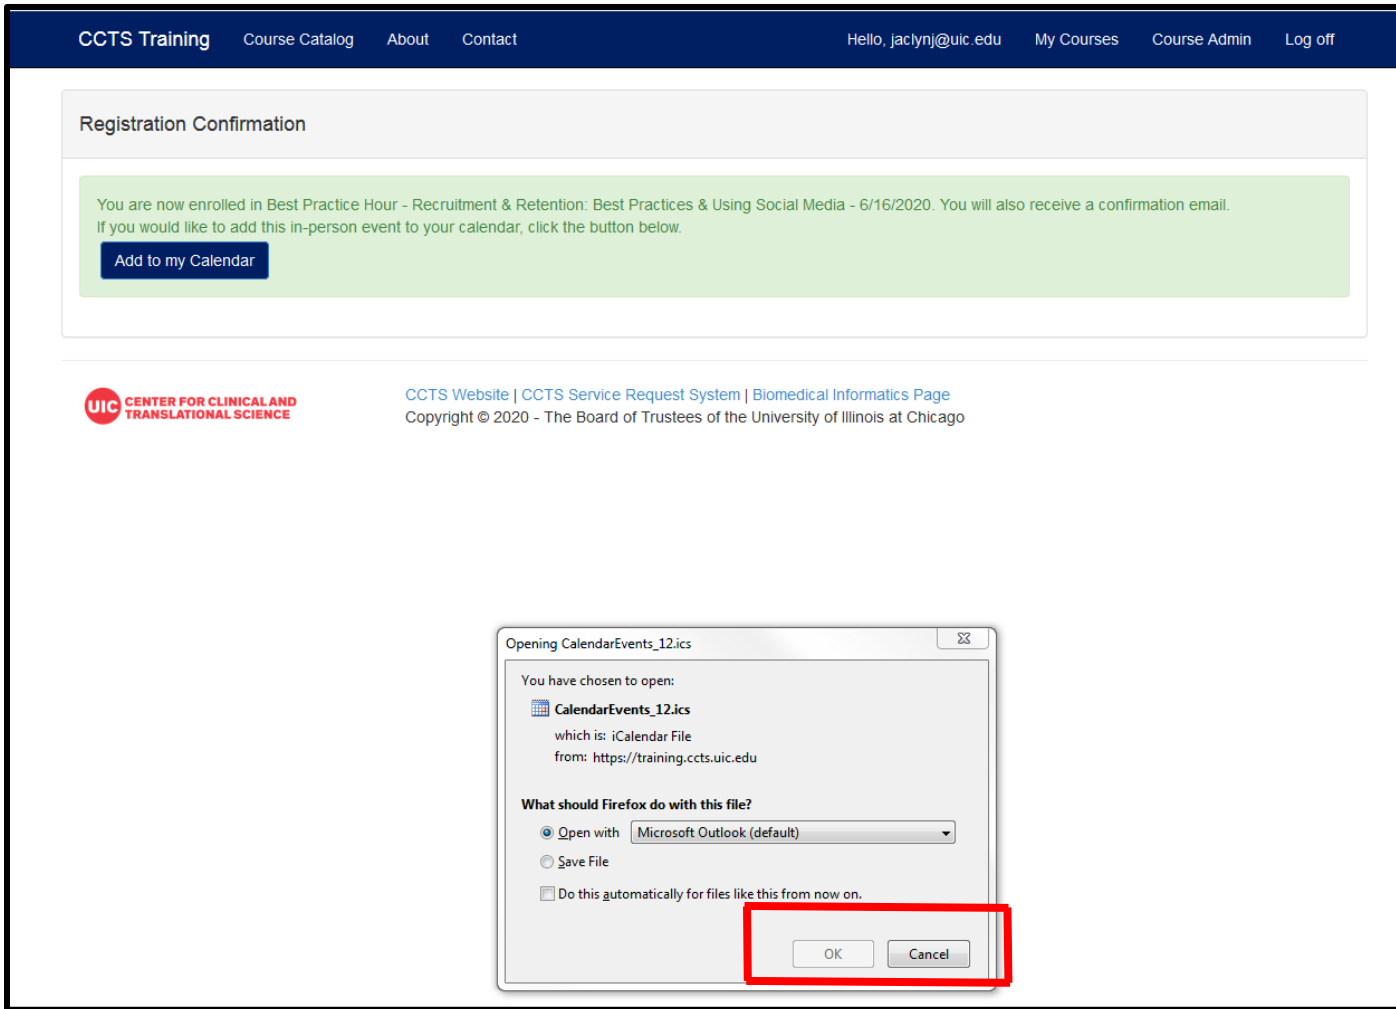 CCTS Training Course Catalog About Contact Hello, jaclynj@uic.edu My Courses Course Admin Log off
Registration Confirmation
You are now enrolled in Best Practice Hour - Recruitment & Retention: Best Practices & Using Social Media - 6/16/2020. You will also receive a confirmation email.
If you would like to add this in-person event to your calendar, click the button below.
Add to my Calendar
UIC CENTER FOR CLINICAL AND
TRANSLATIONAL SCIENCE
CCTS Website | CCTS Service Request System | Biomedical Informatics Page
Copyright © 2020 - The Board of Trustees of the University of Illinois at Chicago
Opening CalendarEvents_12.ics
You have chosen to open:
CalendarEvents_12.ics
which is: iCalendar File
from: https://training.ccts.uic.edu
What should Firefox do with this file?
Open with Microsoft Outlook (default)
Save File
Do this automatically for files like this from now on.
OK Cancel